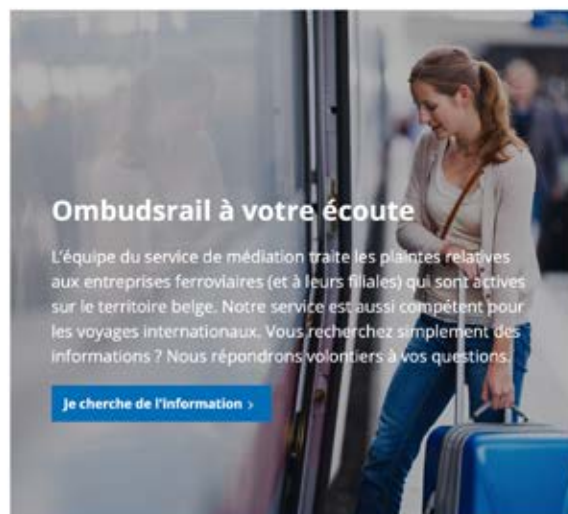 Ombudsrail à votre écoute
L'équipe du service de médiation traite les plaintes relatives
aux entreprises ferroviaires (et à leurs filiales) qui sont actives
sur le territoire belge. Notre service est aussi compétent pour
les voyages internationaux. Vous recherchez simplement des
informations ? Nous répondrons volontiers à vos questions.
Je cherche de l'information ›